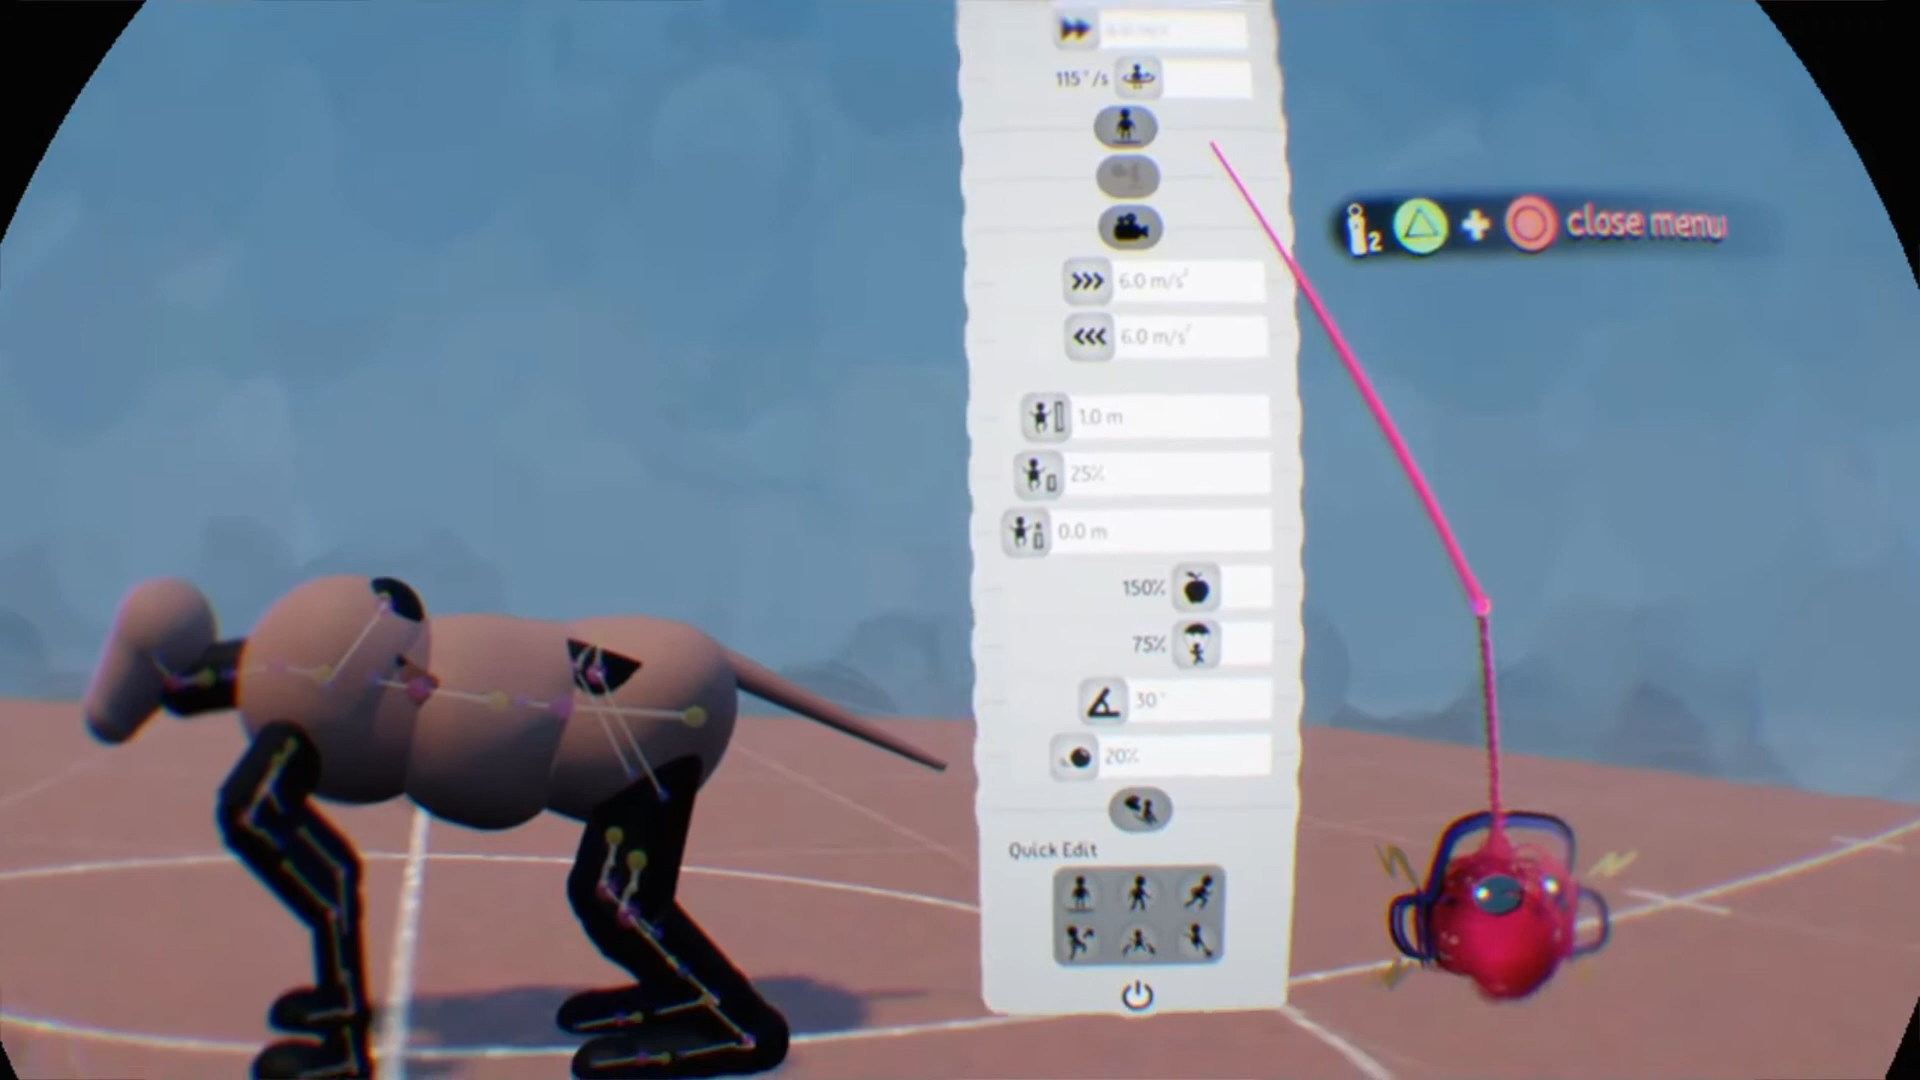 115°/s
2 + close menu
6.0 m/s²
6.0 m/s²
1.0 m
25%
0.0 m
150%
75%
30°
20%
Quick Edit